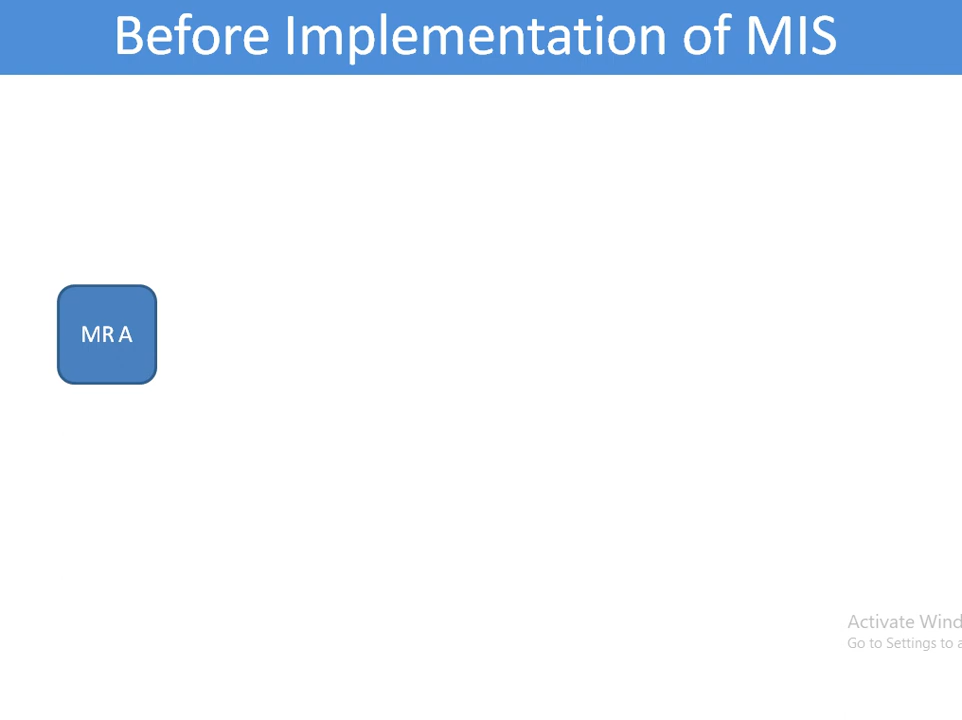 Before Implementation of MIS
MR A
Activate Wind
Go to Settings to a